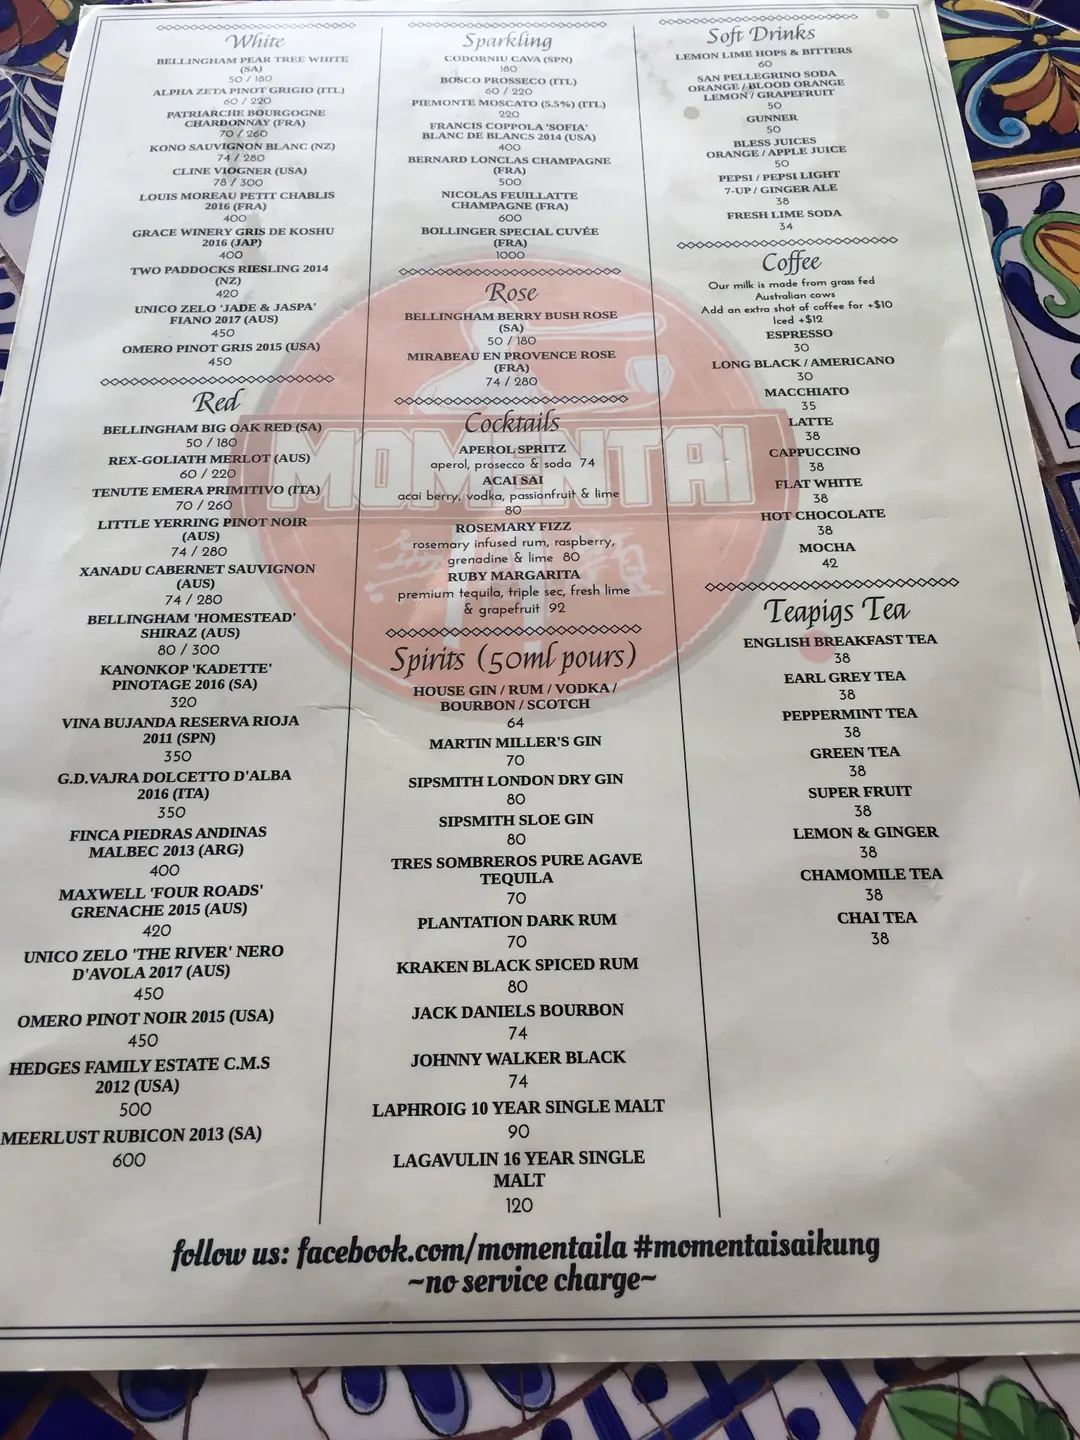 White
BELLINGHAM PEAR TREE WHITE
(SA)
50 / 180
ALPHA ZETA PINOT GRIGIO (ITL)
60 / 220
PATRIARCHE BOURGOGNE
CHARDONNAY (FRA)
70 / 260
KONO SAUVIGNON BLANC (NZ)
74 / 280
CLINE VIOGNER (USA)
78 / 300
LOUIS MOREAU PETIT CHABLIS
2016 (FRA)
400
GRACE WINERY GRIS DE KOSHU
2016 (JAP)
400
TWO PADDOCKS RIESLING 2014
(NZ)
420
UNICO ZELO 'JADE & JASPA'
FIANO 2017 (AUS)
450
OMERO PINOT GRIS 2015 (USA)
450
Red
BELLINGHAM BIG OAK RED (SA)
50 / 180
REX-GOLIATH MERLOT (AUS)
60 / 220
TENUTE EMERA PRIMITIVO (ITA)
70 / 260
LITTLE YERRING PINOT NOIR
(AUS)
74 / 280
XANADU CABERNET SAUVIGNON
(AUS)
74 / 280
BELLINGHAM 'HOMESTEAD'
SHIRAZ (AUS)
80 / 300
KANONKOP 'KADETTE'
PINOTAGE 2016 (SA)
320
VINA BUJANDA RESERVA RIOJA
2011 (SPN)
350
G.D.VAJRA DOLCETTO D'ALBA
2016 (ITA)
350
FINCA PIEDRAS ANDINAS
MALBEC 2013 (ARG)
400
MAXWELL 'FOUR ROADS'
GRENACHE 2015 (AUS)
420
UNICO ZELO 'THE RIVER' NERO
D'AVOLA 2017 (AUS)
450
OMERO PINOT NOIR 2015 (USA)
450
HEDGES FAMILY ESTATE C.M.S
2012 (USA)
500
MEERLUST RUBICON 2013 (SA)
600
Sparkling
CODORNIU CAVA (SPN)
180
BOSCO PROSSECO (ITL)
60 / 220
PIEMONTE MOSCATO (5.5%) (ITL)
220
FRANCIS COPPOLA 'SOFIA'
BLANC DE BLANCS 2014 (USA)
400
BERNARD LONCLAS CHAMPAGNE
(FRA)
500
NICOLAS FEUILLATTE
CHAMPAGNE (FRA)
600
BOLLINGER SPECIAL CUVÉE
(FRA)
1000
Rose
BELLINGHAM BERRY BUSH ROSE
(SA)
50 / 180
MIRABEAU EN PROVENCE ROSE
(FRA)
74 / 280
Cocktails
APEROL SPRITZ
aperol, prosecco & soda 74
ACAI SAI
acai berry, vodka, passionfruit & lime
80
ROSEMARY FIZZ
rosemary infused rum, raspberry,
grenadine & lime 80
RUBY MARGARITA
premium tequila, triple sec, fresh lime
& grapefruit 92
MOMENTAI
Spirits (50ml pours)
HOUSE GIN / RUM / VODKA /
BOURBON / SCOTCH
64
MARTIN MILLER'S GIN
70
SIPSMITH LONDON DRY GIN
80
SIPSMITH SLOE GIN
80
TRES SOMBREROS PURE AGAVE
TEQUILA
70
PLANTATION DARK RUM
70
KRAKEN BLACK SPICED RUM
80
JACK DANIELS BOURBON
74
JOHNNY WALKER BLACK
74
LAPHROIG 10 YEAR SINGLE MALT
90
LAGAVULIN 16 YEAR SINGLE
MALT
120
Soft Drinks
LEMON LIME HOPS & BITTERS
60
SAN PELLEGRINO SODA
ORANGE / BLOOD ORANGE
LEMON / GRAPEFRUIT
50
GUNNER
50
BLESS JUICES
ORANGE / APPLE JUICE
50
PEPSI / PEPSI LIGHT
7-UP / GINGER ALE
38
FRESH LIME SODA
34
Coffee
Our milk is made from grass fed
Australian cows
Add an extra shot of coffee for +$10
Iced +$12
ESPRESSO
30
LONG BLACK / AMERICANO
30
MACCHIATO
35
LATTE
38
CAPPUCCINO
38
FLAT WHITE
38
HOT CHOCOLATE
38
MOCHA
42
Teapigs Tea
ENGLISH BREAKFAST TEA
38
EARL GREY TEA
38
PEPPERMINT TEA
38
GREEN TEA
38
SUPER FRUIT
38
LEMON & GINGER
38
CHAMOMILE TEA
38
CHAI TEA
38
follow us: facebook.com/momentaila #momentaisaikung
~no service charge~